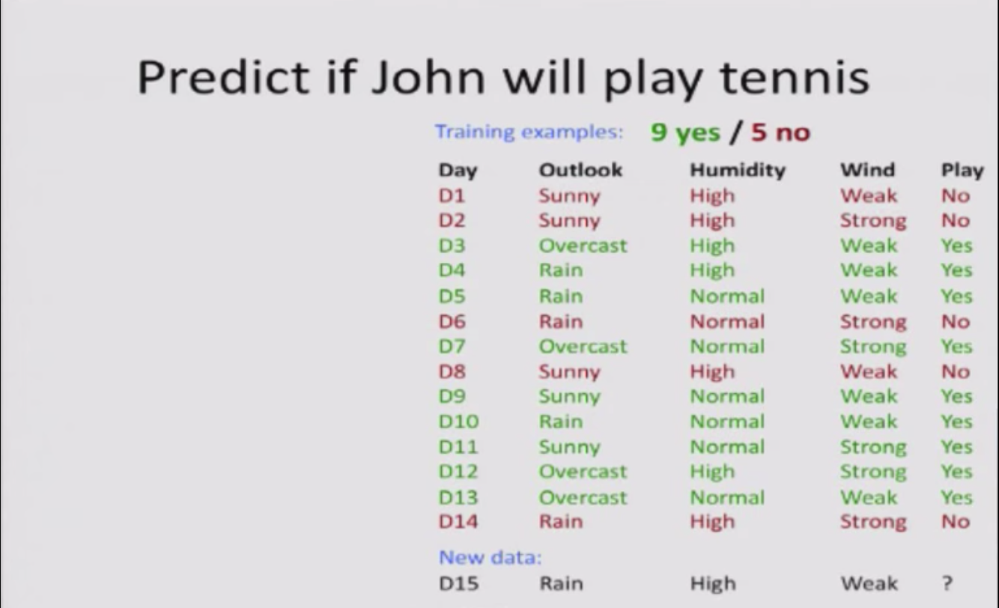 Predict if John will play tennis
Training examples: 9 yes / 5 no
Day Outlook Humidity Wind Play
D1 Sunny High Weak No
D2 Sunny High Strong No
D3 Overcast High Weak Yes
D4 Rain High Weak Yes
D5 Rain Normal Weak Yes
D6 Rain Normal Strong No
D7 Overcast Normal Strong Yes
D8 Sunny High Weak No
D9 Sunny Normal Weak Yes
D10 Rain Normal Weak Yes
D11 Sunny Normal Strong Yes
D12 Overcast High Strong Yes
D13 Overcast Normal Weak Yes
D14 Rain High Strong No
New data:
D15 Rain High Weak ?